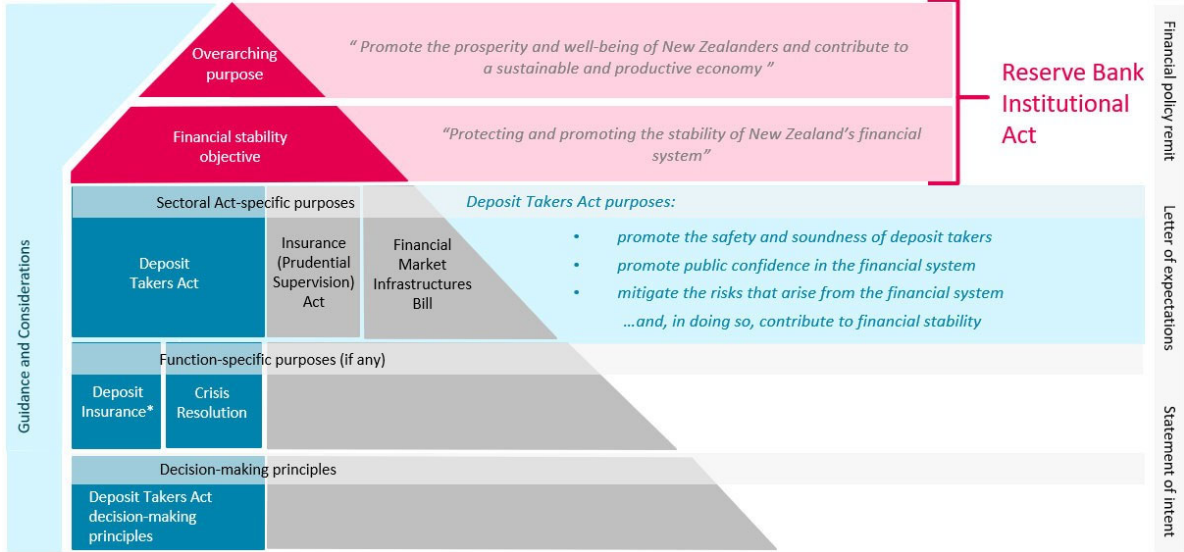 Overarching
purpose
“ Promote the prosperity and well-being of New Zealanders and contribute to
a sustainable and productive economy ”
Financial stability
objective
“Protecting and promoting the stability of New Zealand’s financial
system”
Reserve Bank
Institutional
Act
Sectoral Act-specific purposes
Deposit
Takers Act
Insurance
(Prudential
Supervision)
Act
Financial
Market
Infrastructures
Bill
Deposit Takers Act purposes:
• promote the safety and soundness of deposit takers
• promote public confidence in the financial system
• mitigate the risks that arise from the financial system
…and, in doing so, contribute to financial stability
Function-specific purposes (if any)
Deposit
Insurance*
Crisis
Resolution
Decision-making principles
Deposit Takers Act
decision-making
principles
Guidance and Considerations
Financial policy remit
Letter of expectations
Statement of intent